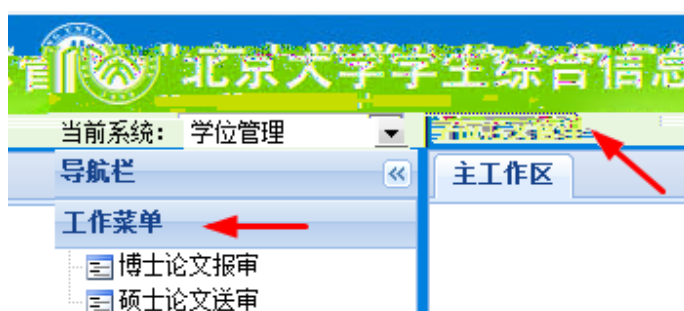 北京大学学生综合信息
当前系统： 学位管理
导航栏
主工作区
工作菜单
博士论文报审
硕士论文送审